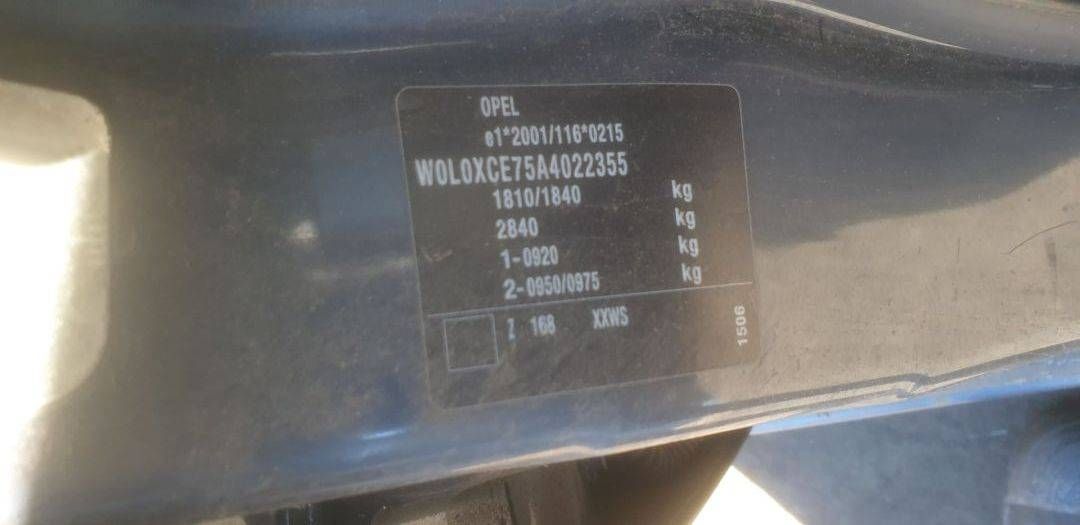 OPEL
e1*2001/116*0215
W0L0XCE75A4022355
1810/1840 kg
2840 kg
1-0920 kg
2-0950/0975 kg
Z 168 XXWS
1506